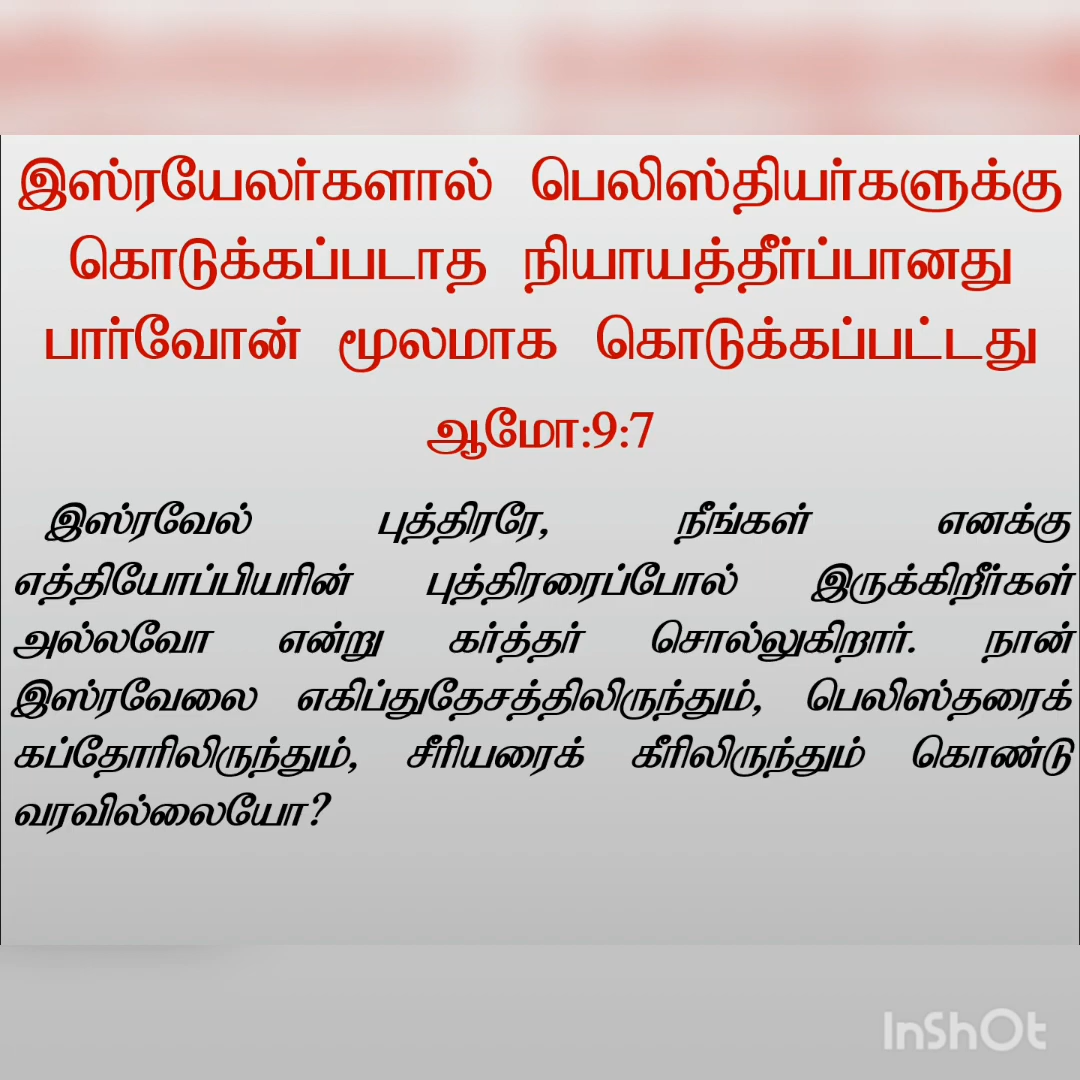 இஸ்ரயேலர்களால் பெலிஸ்தியர்களுக்கு
கொடுக்கப்படாத நியாயத்தீர்ப்பானது
பார்வோன் மூலமாக கொடுக்கப்பட்டது
ஆமோ:9:7
இஸ்ரவேல் புத்திரரே, நீங்கள் எனக்கு
எத்தியோப்பியரின் புத்திரரைப்போல் இருக்கிறீர்கள்
அல்லவோ என்று கர்த்தர் சொல்லுகிறார். நான்
இஸ்ரவேலை எகிப்துதேசத்திலிருந்தும், பெலிஸ்தரைக்
கப்தோரிலிருந்தும், சீரியரைக் கீரிலிருந்தும் கொண்டு
வரவில்லையோ?
InShOt